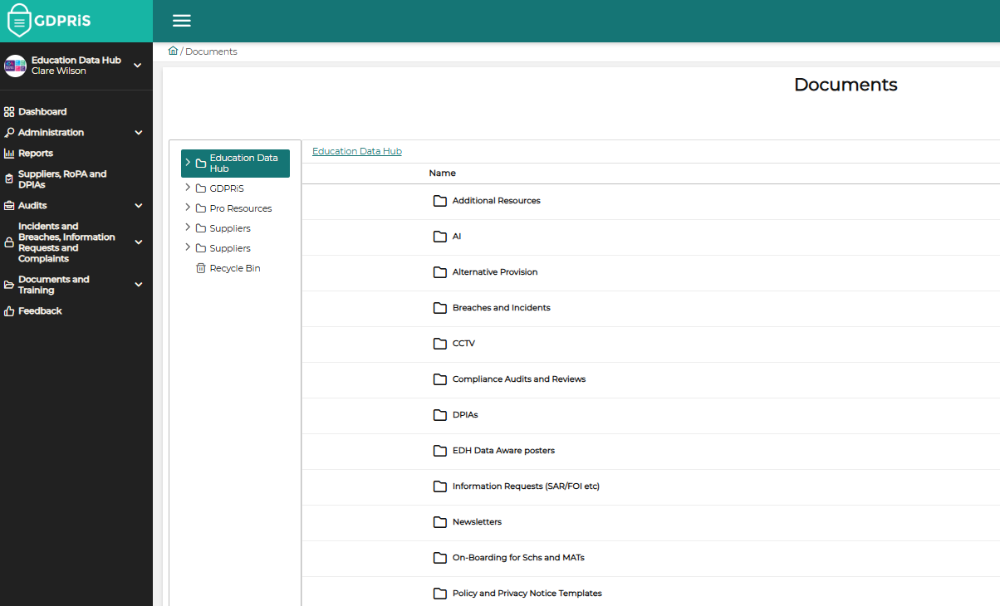 GDPRiS
Education Data Hub
Clare Wilson
Dashboard
Administration
Reports
Suppliers, RoPA and
DPIAs
Audits
Incidents and
Breaches, Information
Requests and
Complaints
Documents and
Training
Feedback
/ Documents
Documents
Education Data
Hub
GDPRiS
Pro Resources
Suppliers
Suppliers
Recycle Bin
Education Data Hub
Name
Additional Resources
AI
Alternative Provision
Breaches and Incidents
CCTV
Compliance Audits and Reviews
DPIAs
EDH Data Aware posters
Information Requests (SAR/FOI etc)
Newsletters
On-Boarding for Schs and MATs
Policy and Privacy Notice Templates